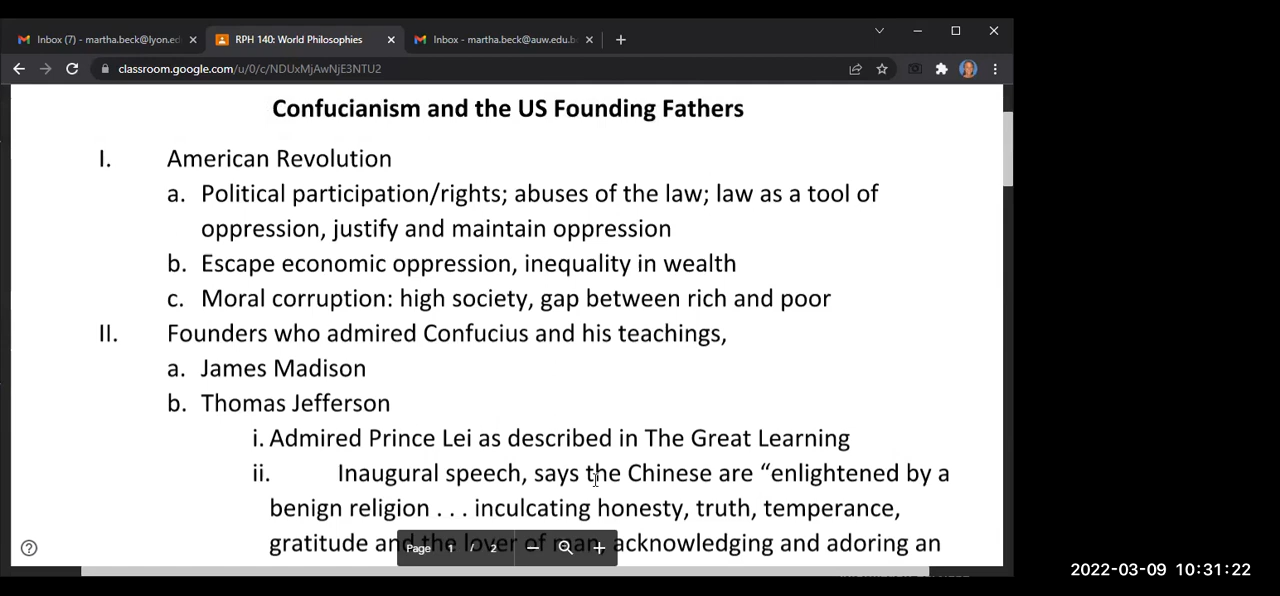 Inbox (7) - martha.beck@lyon.ed
RPH 140: World Philosophies
Inbox - martha.beck@auw.edu.b
classroom.google.com/u/0/c/NDUxMjAwNjE3NTU2
Confucianism and the US Founding Fathers
I. American Revolution
a. Political participation/rights; abuses of the law; law as a tool of
oppression, justify and maintain oppression
b. Escape economic oppression, inequality in wealth
c. Moral corruption: high society, gap between rich and poor
II. Founders who admired Confucius and his teachings,
a. James Madison
b. Thomas Jefferson
i. Admired Prince Lei as described in The Great Learning
ii. Inaugural speech, says the Chinese are “enlightened by a
benign religion . . . inculcating honesty, truth, temperance,
gratitude and the lover of man, acknowledging and adoring an
Page 1 / 2
2022-03-09 10:31:22